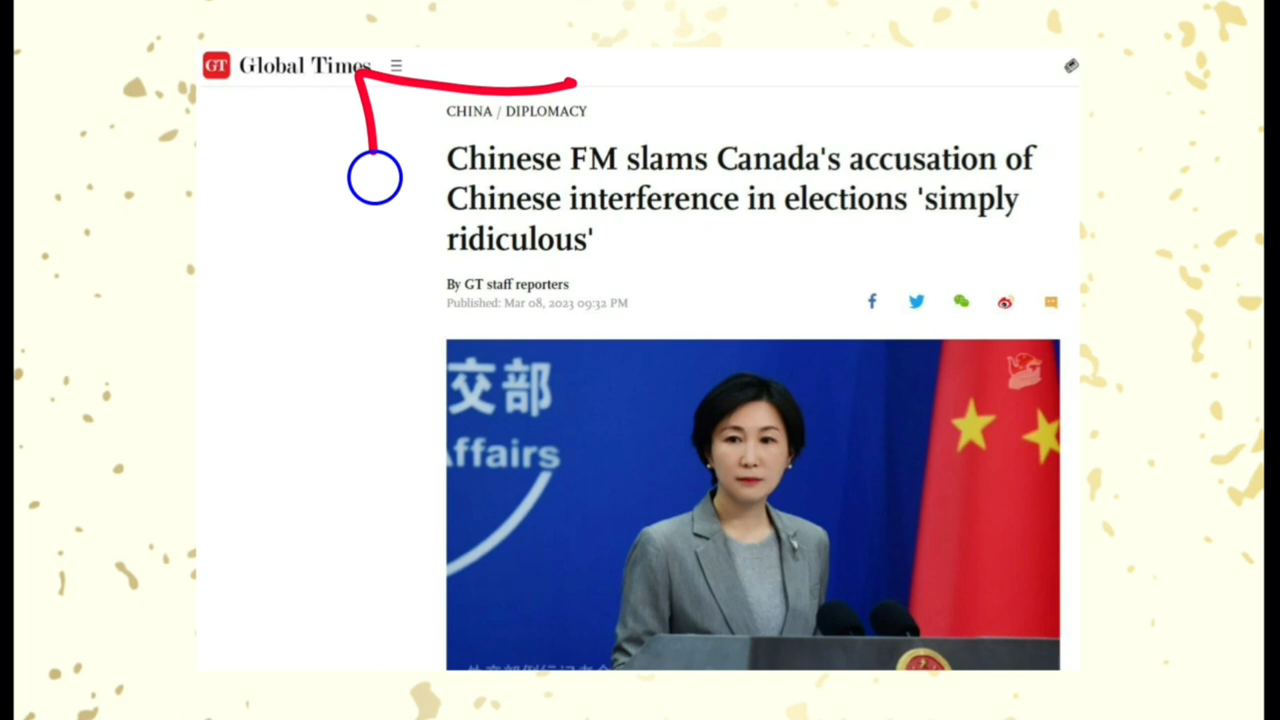 GT Global Times
CHINA / DIPLOMACY
Chinese FM slams Canada's accusation of
Chinese interference in elections 'simply
ridiculous'
By GT staff reporters
Published: Mar 08, 2023 09:32 PM
交部
Affairs